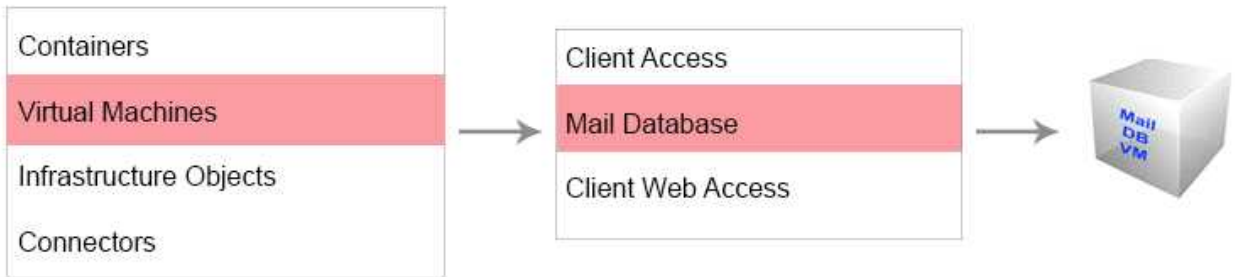 Containers
Virtual Machines
Infrastructure Objects
Connectors
Client Access
Mail Database
Client Web Access
Mail
DB
VM